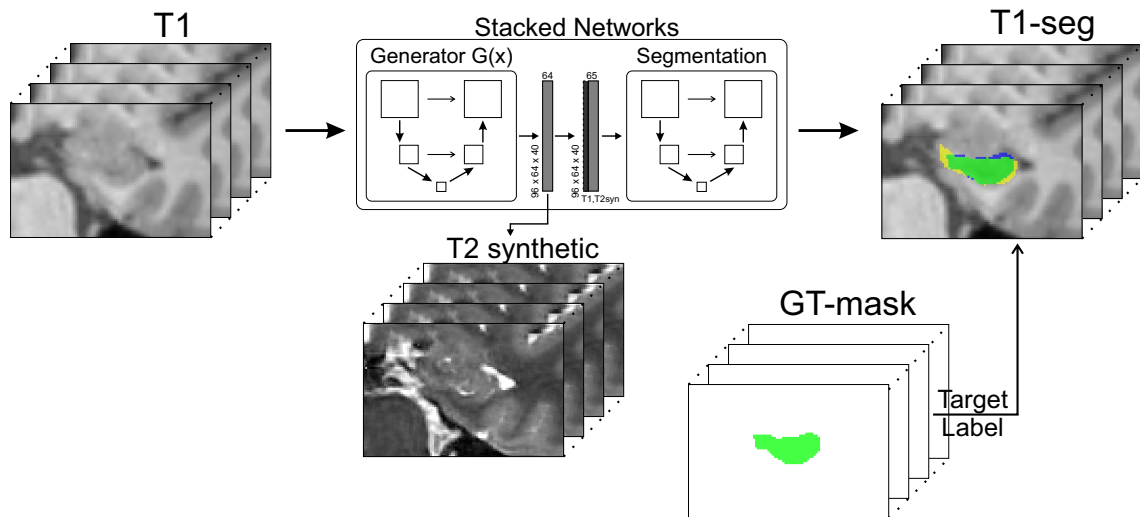 T1
Stacked Networks
T1-seg
Generator G(x)
64
65
Segmentation
96 x 64 x 40
96 x 64 x 40
T1,T2syn
T2 synthetic
GT-mask
Target
Label